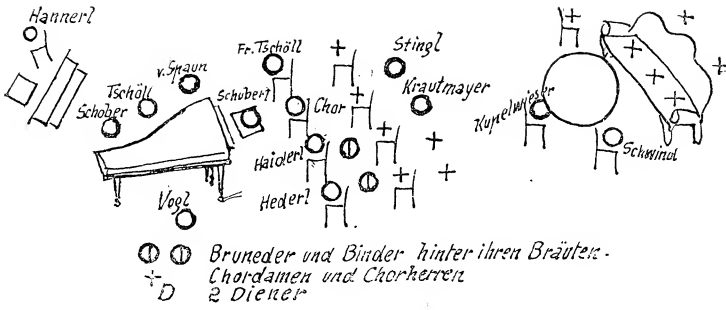 Hannerl
Schober
Tschöll
v. Spaun
Schubert
Vogl
Fr. Tschöll
Chor
Haiderl
Hederl
Stingl
Krautmayer
Kupelwieser
Schwind
Bruneder und Binder hinter ihren Bräuten.
Chordamen und Chorherren
D 2 Diener